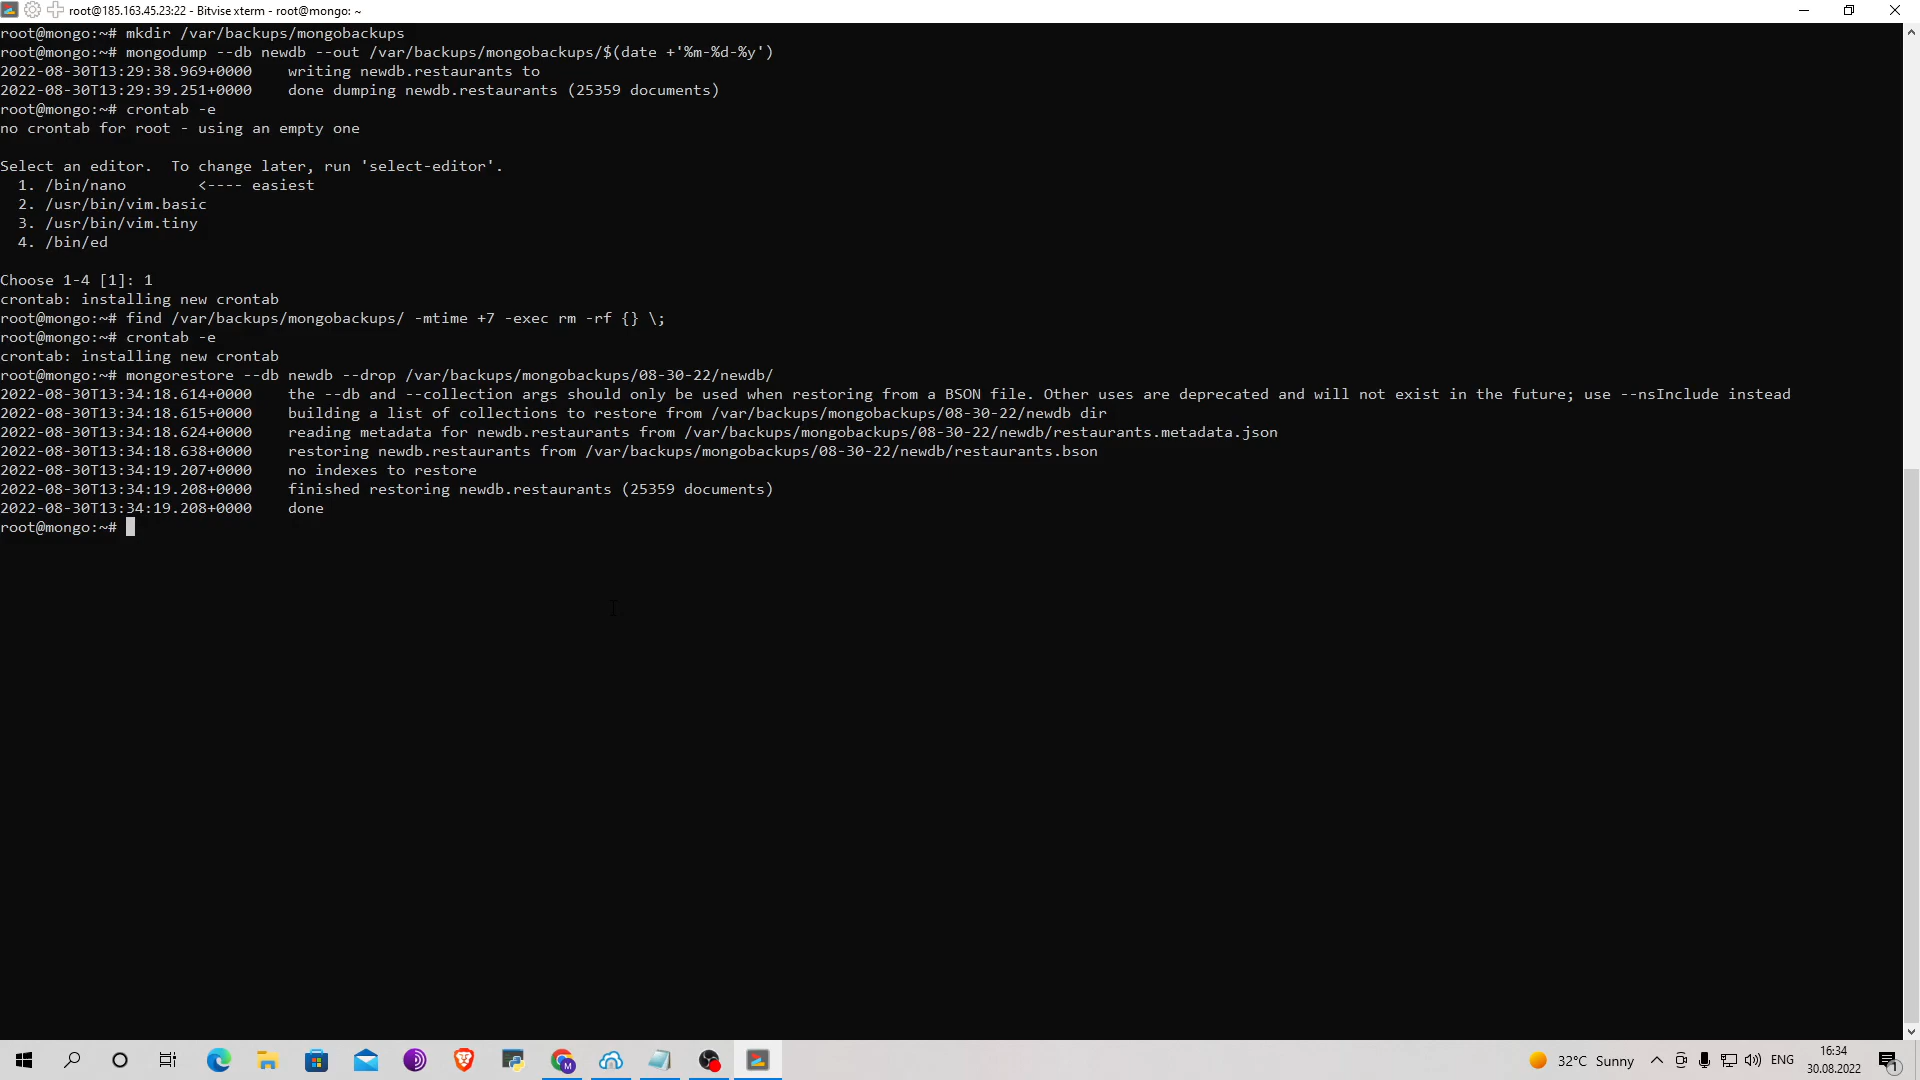 root@185.163.45.23:22 - Bitvise xterm - root@mongo: ~
root@mongo:~# mkdir /var/backups/mongobackups
root@mongo:~# mongodump --db newdb --out /var/backups/mongobackups/$(date +'%m-%d-%y')
2022-08-30T13:29:38.969+0000    writing newdb.restaurants to
2022-08-30T13:29:39.251+0000    done dumping newdb.restaurants (25359 documents)
root@mongo:~# crontab -e
no crontab for root - using an empty one
Select an editor.  To change later, run 'select-editor'.
  1. /bin/nano        <---- easiest
  2. /usr/bin/vim.basic
  3. /usr/bin/vim.tiny
  4. /bin/ed
Choose 1-4 [1]: 1
crontab: installing new crontab
root@mongo:~# find /var/backups/mongobackups/ -mtime +7 -exec rm -rf {} \;
root@mongo:~# crontab -e
crontab: installing new crontab
root@mongo:~# mongorestore --db newdb --drop /var/backups/mongobackups/08-30-22/newdb/
2022-08-30T13:34:18.614+0000    the --db and --collection args should only be used when restoring from a BSON file. Other uses are deprecated and will not exist in the future; use --nsInclude instead
2022-08-30T13:34:18.615+0000    building a list of collections to restore from /var/backups/mongobackups/08-30-22/newdb dir
2022-08-30T13:34:18.624+0000    reading metadata for newdb.restaurants from /var/backups/mongobackups/08-30-22/newdb/restaurants.metadata.json
2022-08-30T13:34:18.638+0000    restoring newdb.restaurants from /var/backups/mongobackups/08-30-22/newdb/restaurants.bson
2022-08-30T13:34:19.207+0000    no indexes to restore
2022-08-30T13:34:19.208+0000    finished restoring newdb.restaurants (25359 documents)
2022-08-30T13:34:19.208+0000    done
root@mongo:~#
M
32°C Sunny
ENG
16:34
30.08.2022
1